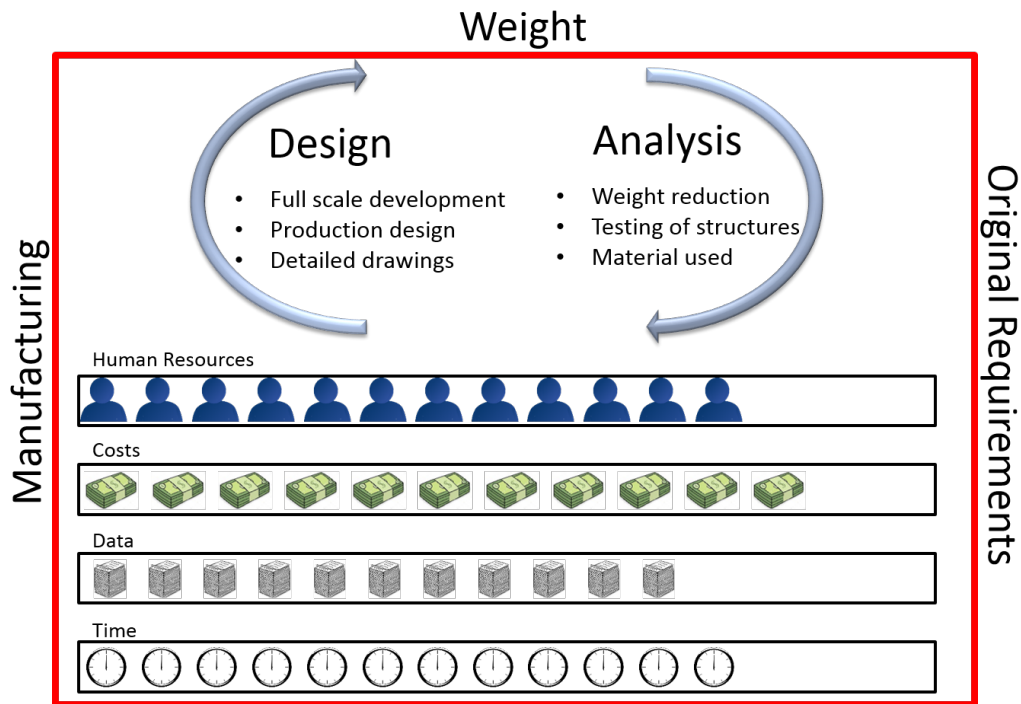 Weight
Manufacturing
Original Requirements
Design
• Full scale development
• Production design
• Detailed drawings
Analysis
• Weight reduction
• Testing of structures
• Material used
Human Resources
Costs
Data
Time